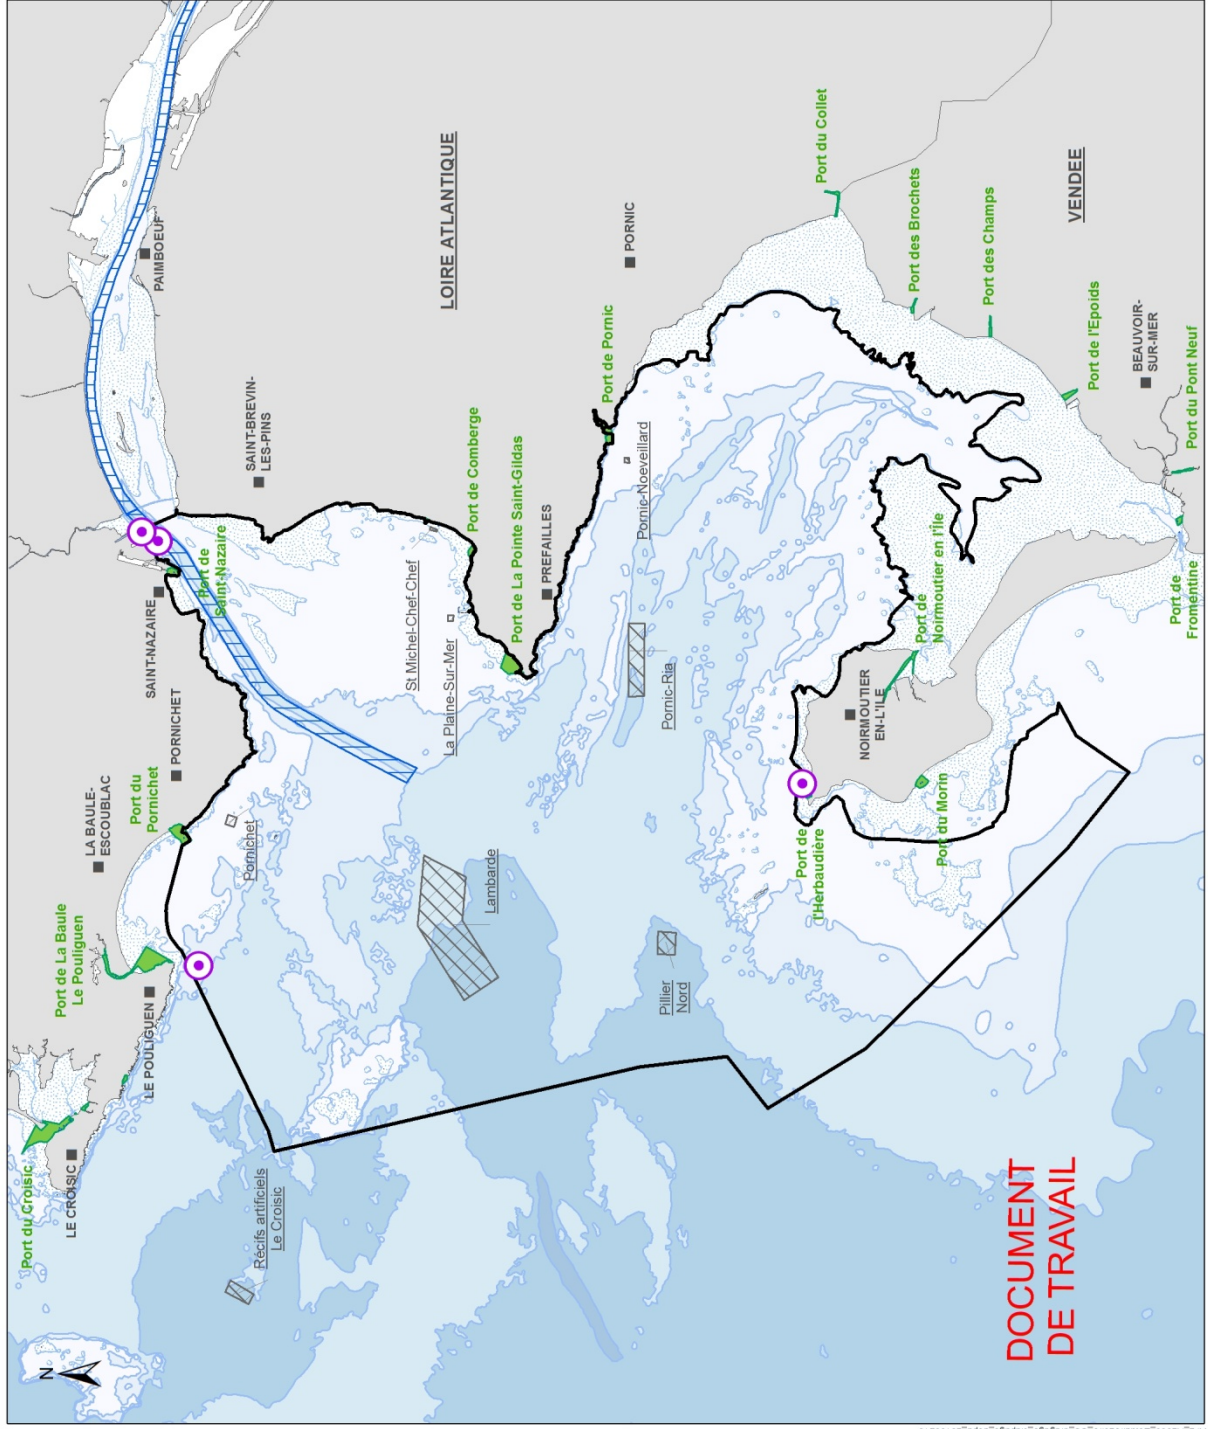 N
Port du Croisic
LE CROISIC
Port de La Baule
Le Pouliguen
LE POULIGUEN
LA BAULE-
ESCOUBLAC
Port du
Pornichet
PORNICHET
SAINT-NAZAIRE
PAIMBOEUF
Port de
Saint-Nazaire
Pornichet
SAINT-BREVIN-
LES-PINS
Récifs artificiels
Le Croisic
St Michel-Chef-Chef
La Plaine-Sur-Mer
LOIRE ATLANTIQUE
Port de Comberge
Lambarde
Port de La Pointe Saint-Gildas
PREFAILLES
Port de Pornic
PORNIC
Pornic-Noeveillard
Pornic-Ria
Pillier
Nord
Port de
l'Herbaudière
Port du Collet
NOIRMOUTIER
EN-L'ILE
Port des Brochets
Port de
Noirmoutier en l'île
Port du Morin
Port des Champs
VENDEE
Port de l'Epoids
BEAUVOIR-
SUR-MER
Port de
Fromentine
Port du Pont Neuf
DOCUMENT
DE TRAVAIL